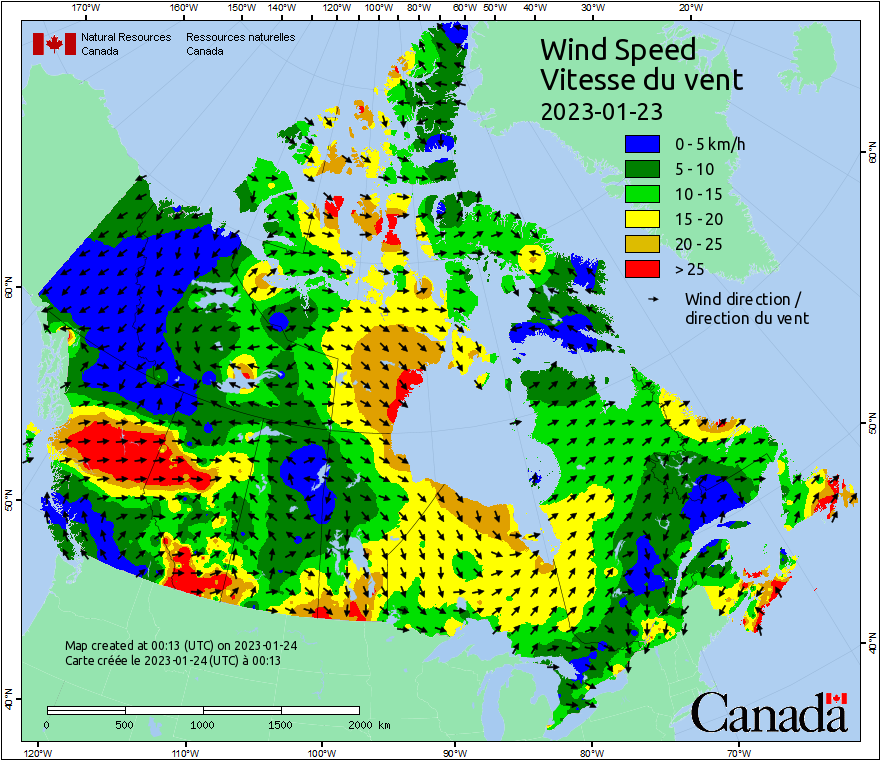 170°W 160°W 150°W 140°W 120°W 100°W 80°W 60°W 50°W 40°W 30°W 20°W
Natural Resources Ressources naturelles
Canada Canada
Wind Speed
Vitesse du vent
2023-01-23
0 - 5 km/h
5 - 10
10 - 15
15 - 20
20 - 25
> 25
Wind direction /
direction du vent
60°N 60°N
50°N 50°N
40°N 40°N
Map created at 00:13 (UTC) on 2023-01-24
Carte créée le 2023-01-24 (UTC) à 00:13
0 500 1000 1500 2000 km
Canada
120°W 110°W 100°W 90°W 80°W 70°W